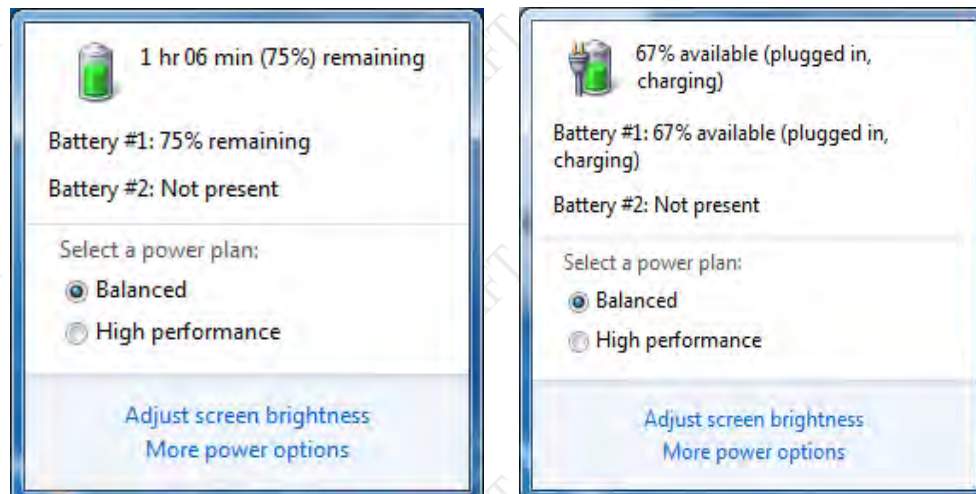 1 hr 06 min (75%) remaining
Battery #1: 75% remaining
Battery #2: Not present
Select a power plan:
Balanced
High performance
Adjust screen brightness
More power options
67% available (plugged in,
charging)
Battery #1: 67% available (plugged in,
charging)
Battery #2: Not present
Select a power plan:
Balanced
High performance
Adjust screen brightness
More power options